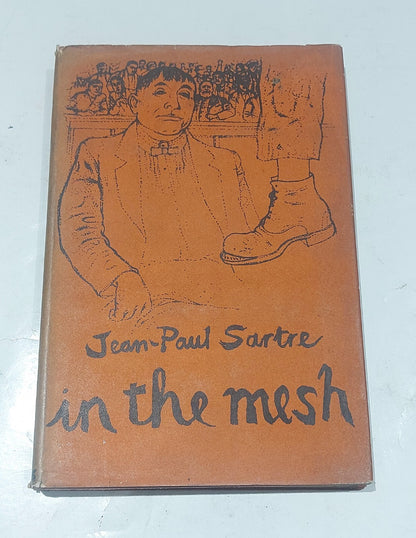 Jean-Paul Sartre
in the mesh